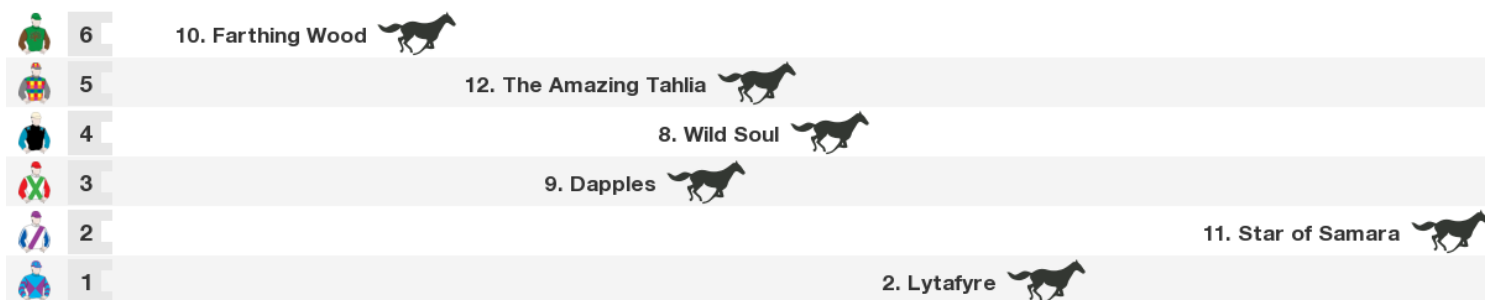 6 10. Farthing Wood
5 12. The Amazing Tahlia
4 8. Wild Soul
3 9. Dapples
2 11. Star of Samara
1 2. Lytafyre